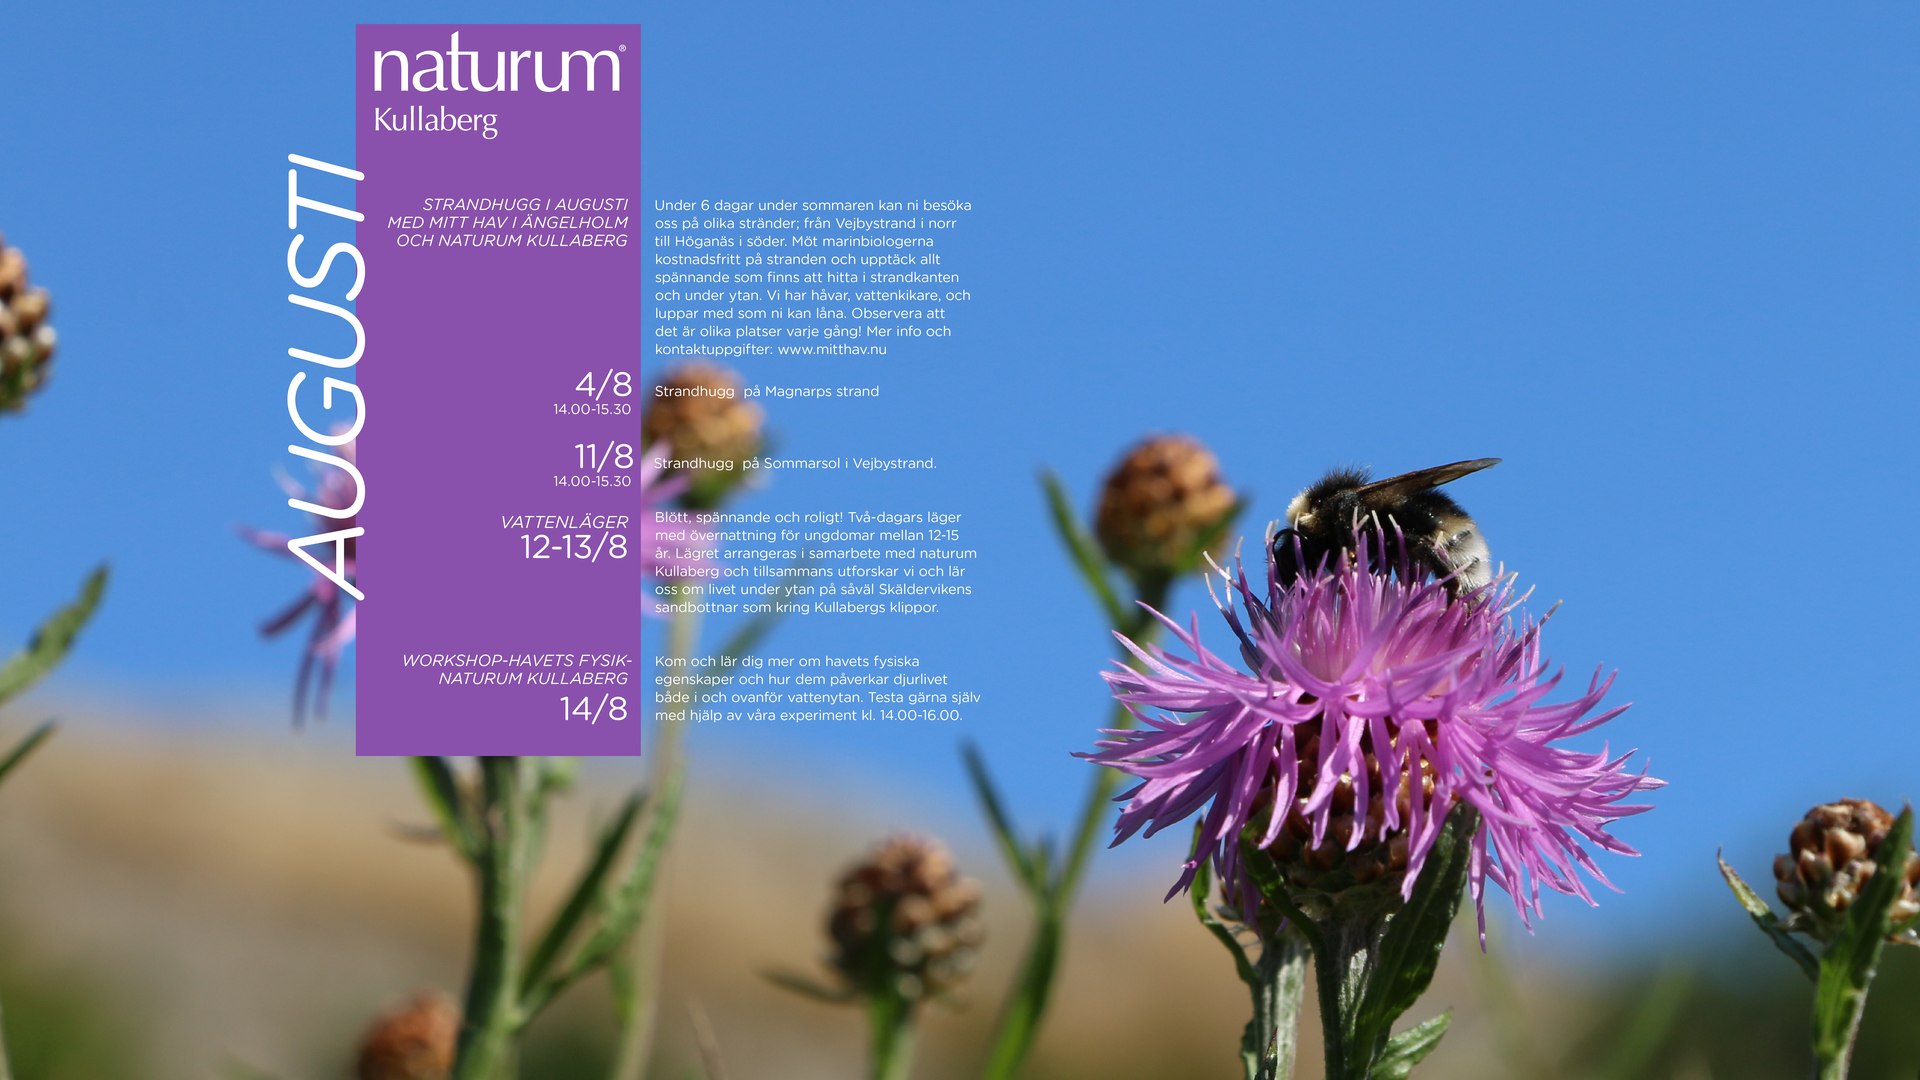 naturum®
Kullaberg
AUGUSTI
STRANDHUGG I AUGUSTI
MED MITT HAV I ÄNGELHOLM
OCH NATURUM KULLABERG
Under 6 dagar under sommaren kan ni besöka
oss på olika stränder; från Vejbystrand i norr
till Höganäs i söder. Möt marinbiologerna
kostnadsfritt på stranden och upptäck allt
spännande som finns att hitta i strandkanten
och under ytan. Vi har håvar, vattenkikare, och
luppar med som ni kan låna. Observera att
det är olika platser varje gång! Mer info och
kontaktuppgifter: www.mitthav.nu
4/8
14.00-15.30
Strandhugg  på Magnarps strand
11/8
14.00-15.30
Strandhugg  på Sommarsol i Vejbystrand.
VATTENLÄGER
12-13/8
Blött, spännande och roligt! Två-dagars läger
med övernattning för ungdomar mellan 12-15
år. Lägret arrangeras i samarbete med naturum
Kullaberg och tillsammans utforskar vi och lär
oss om livet under ytan på såväl Skäldervikens
sandbottnar som kring Kullabergs klippor.
WORKSHOP-HAVETS FYSIK-
NATURUM KULLABERG
14/8
Kom och lär dig mer om havets fysiska
egenskaper och hur dem påverkar djurlivet
både i och ovanför vattenytan. Testa gärna själv
med hjälp av våra experiment kl. 14.00-16.00.